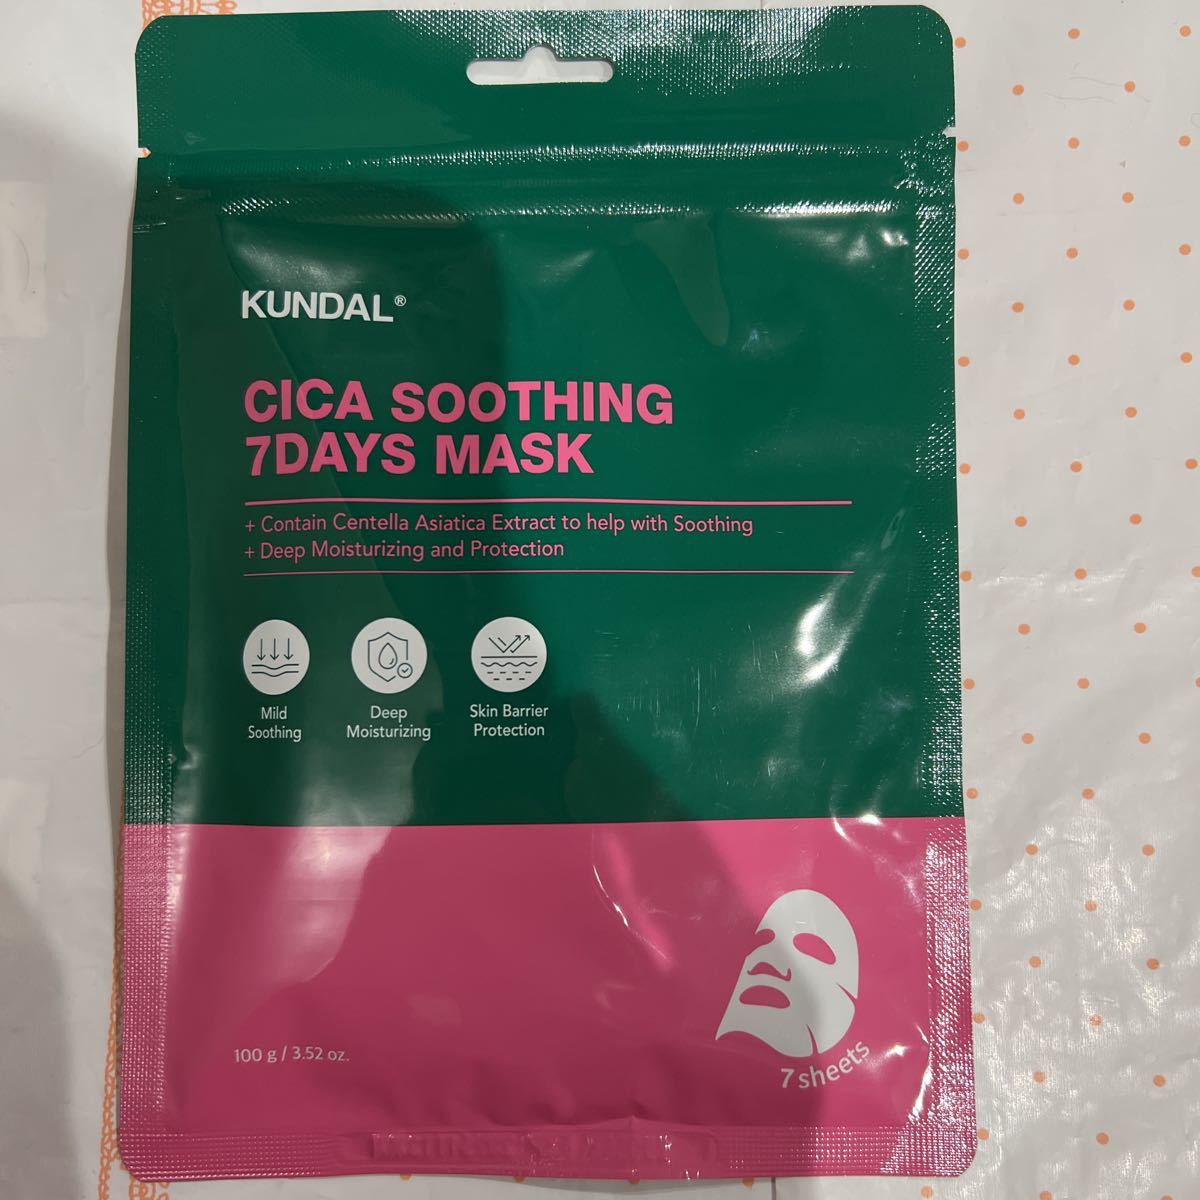 KUNDAL®
CICA SOOTHING
7DAYS MASK
+ Contain Centella Asiatica Extract to help with Soothing
+ Deep Moisturizing and Protection
Mild
Soothing
Deep
Moisturizing
Skin Barrier
Protection
100 g / 3.52 oz.
7 sheets